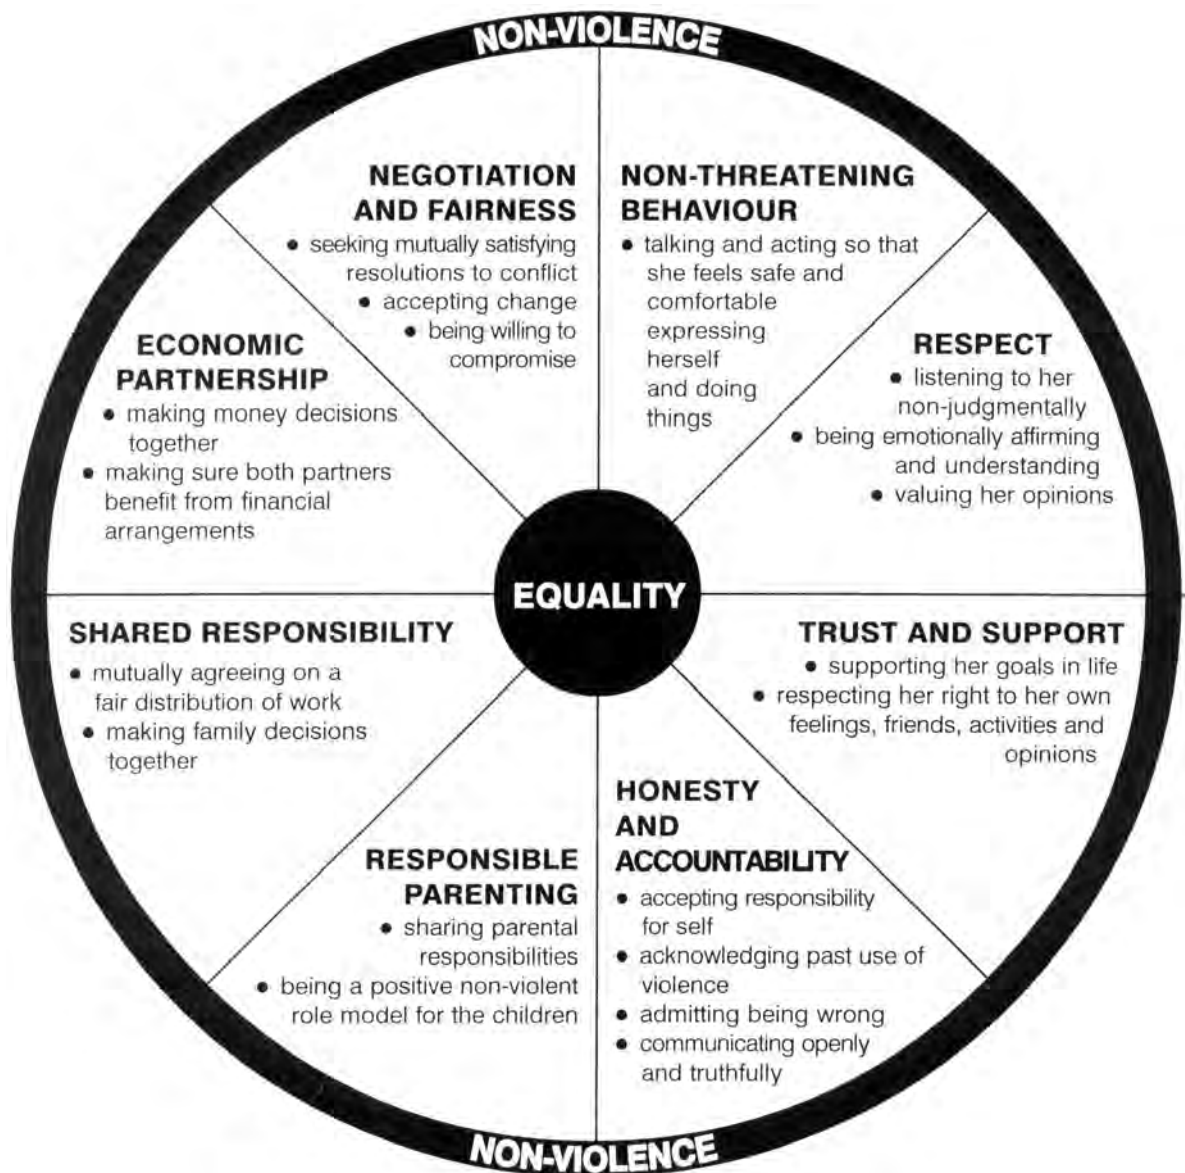 NON-VIOLENCE
NEGOTIATION
AND FAIRNESS
• seeking mutually satisfying
resolutions to conflict
• accepting change
• being willing to
compromise
NON-THREATENING
BEHAVIOUR
• talking and acting so that
she feels safe and
comfortable
expressing
herself
and doing
things
RESPECT
• listening to her
non-judgmentally
• being emotionally affirming
and understanding
• valuing her opinions
TRUST AND SUPPORT
• supporting her goals in life
• respecting her right to her own
feelings, friends, activities and
opinions
HONESTY
AND
ACCOUNTABILITY
• accepting responsibility
for self
• acknowledging past use of
violence
• admitting being wrong
• communicating openly
and truthfully
RESPONSIBLE
PARENTING
• sharing parental
responsibilities
• being a positive non-violent
role model for the children
SHARED RESPONSIBILITY
• mutually agreeing on a
fair distribution of work
• making family decisions
together
ECONOMIC
PARTNERSHIP
• making money decisions
together
• making sure both partners
benefit from financial
arrangements
EQUALITY
NON-VIOLENCE